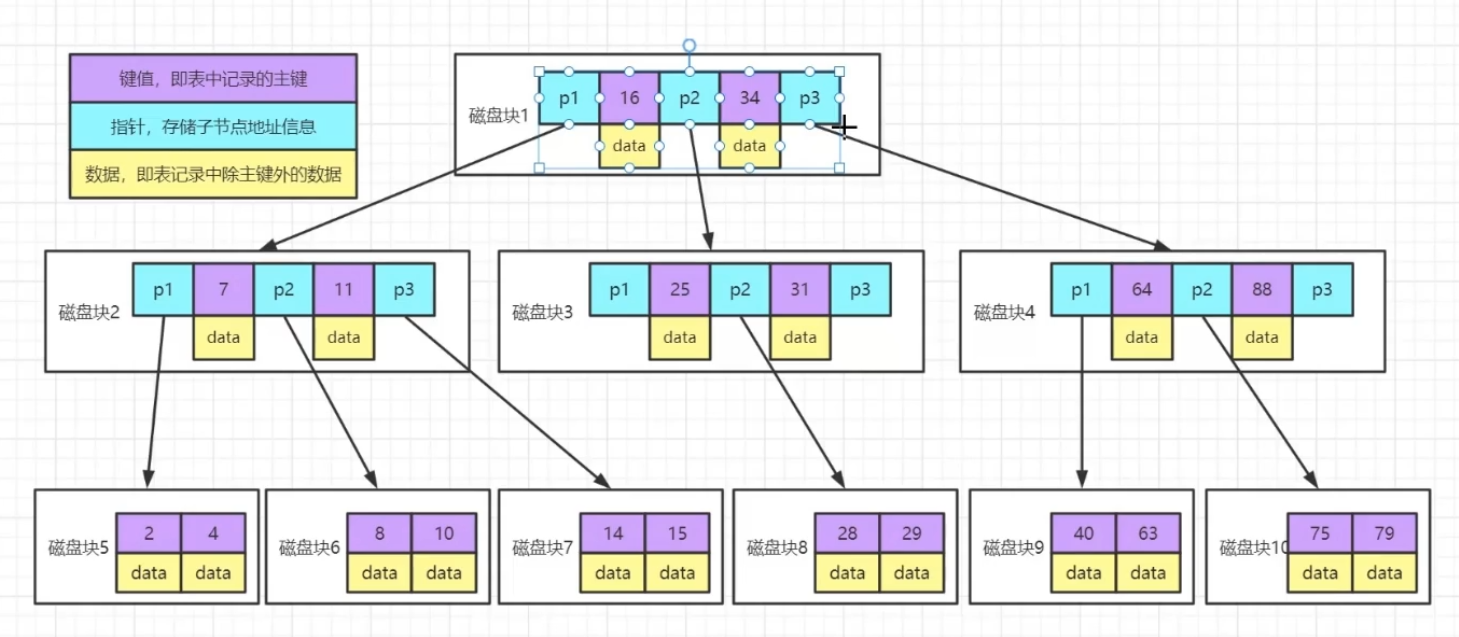 键值，即表中记录的主键
指针，存储子节点地址信息
数据，即表记录中除主键外的数据
磁盘块1
p1 16 p2 34 p3
data data
磁盘块2
p1 7 p2 11 p3
data data
磁盘块3
p1 25 p2 31 p3
data data
磁盘块4
p1 64 p2 88 p3
data data
磁盘块5
2 4
data data
磁盘块6
8 10
data data
磁盘块7
14 15
data data
磁盘块8
28 29
data data
磁盘块9
40 63
data data
磁盘块10
75 79
data data